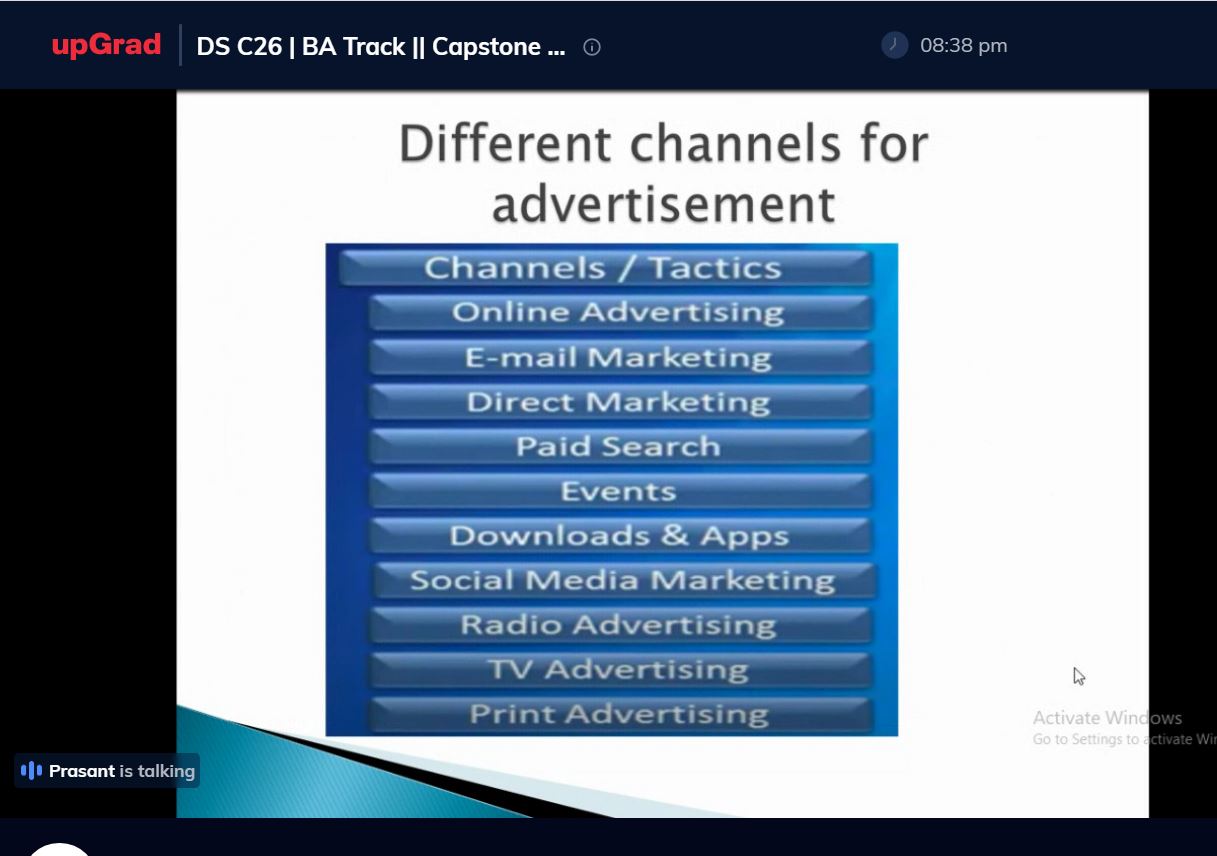 upGrad
DS C26 | BA Track || Capstone ...
08:38 pm
Different channels for
advertisement
Channels / Tactics
Online Advertising
E-mail Marketing
Direct Marketing
Paid Search
Events
Downloads & Apps
Social Media Marketing
Radio Advertising
TV Advertising
Print Advertising
Activate Windows
Go to Settings to activate Wi
Prasant is talking